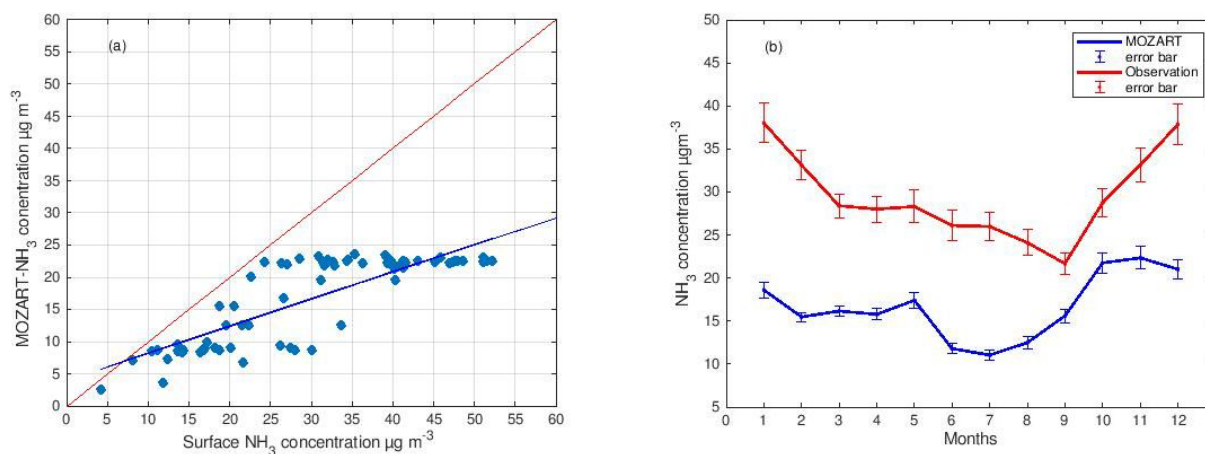 (a)
MOZART-NH3 conentration µg m-3
60
55
50
45
40
35
30
25
20
15
10
5
0
0 5 10 15 20 25 30 35 40 45 50 55 60
Surface NH3 concentration µg m-3
(b)
NH3 concentration µgm-3
50
45
40
35
30
25
20
15
10
5
0 1 2 3 4 5 6 7 8 9 10 11 12
Months
MOZART
error bar
Observation
error bar